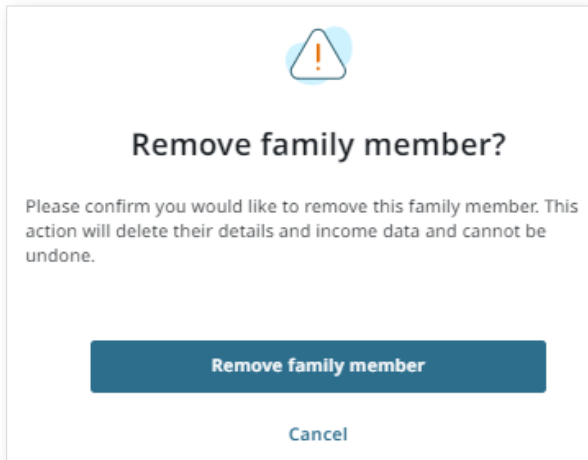 Remove family member?
Please confirm you would like to remove this family member. This
action will delete their details and income data and cannot be
undone.
Remove family member
Cancel